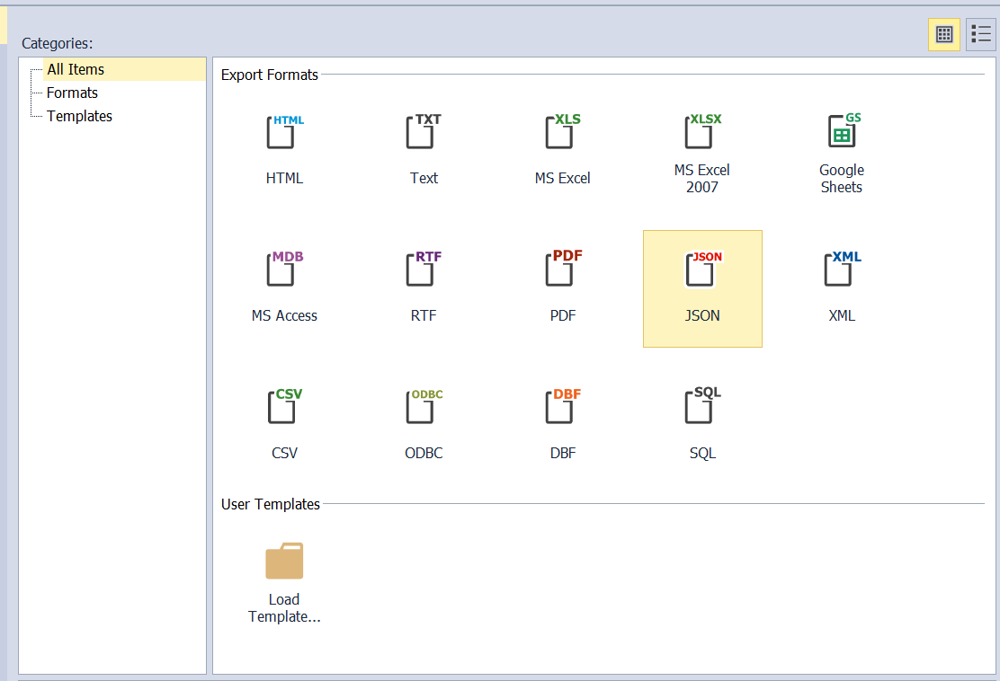 Categories:
All Items
Formats
Templates
Export Formats
HTML
TXT
XLS
XLSX
GS
HTML
Text
MS Excel
MS Excel
2007
Google
Sheets
MDB
RTF
PDF
JSON
XML
MS Access
RTF
PDF
JSON
XML
CSV
ODBC
DBF
SQL
CSV
ODBC
DBF
SQL
User Templates
Load
Template...